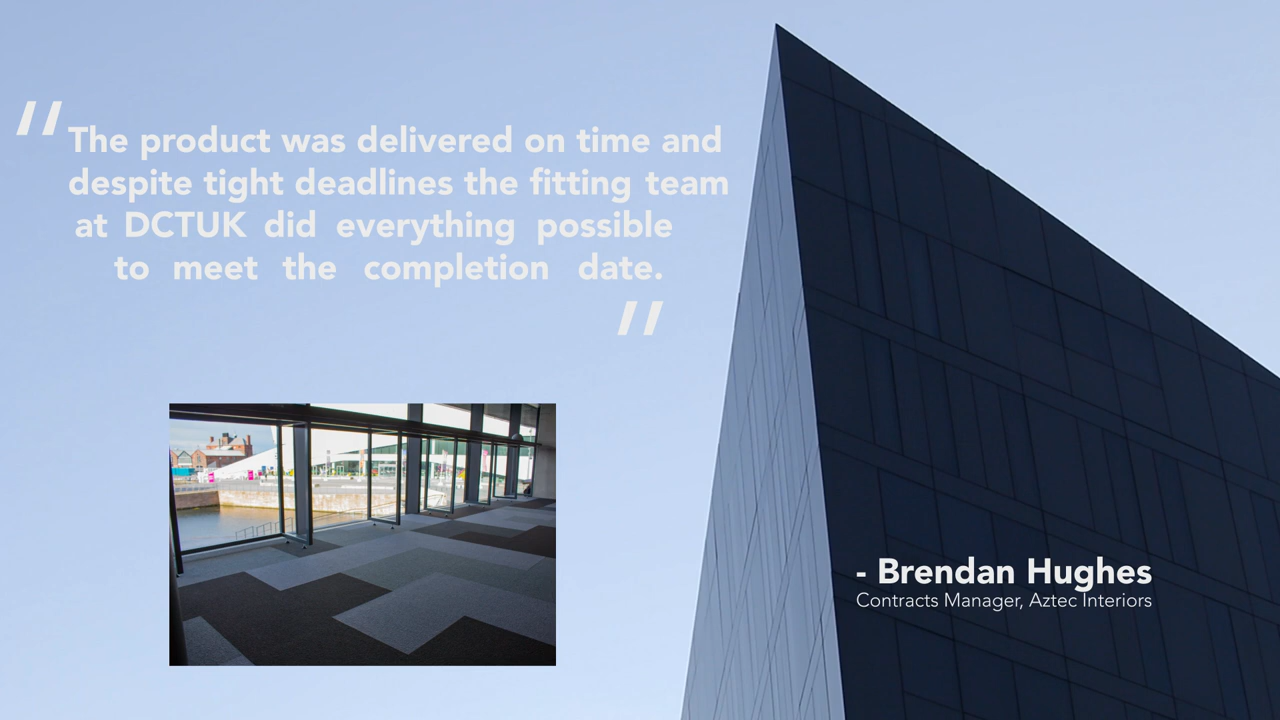 "The product was delivered on time and
despite tight deadlines the fitting team
at DCTUK did everything possible
to meet the completion date.
"
- Brendan Hughes
Contracts Manager, Aztec Interiors